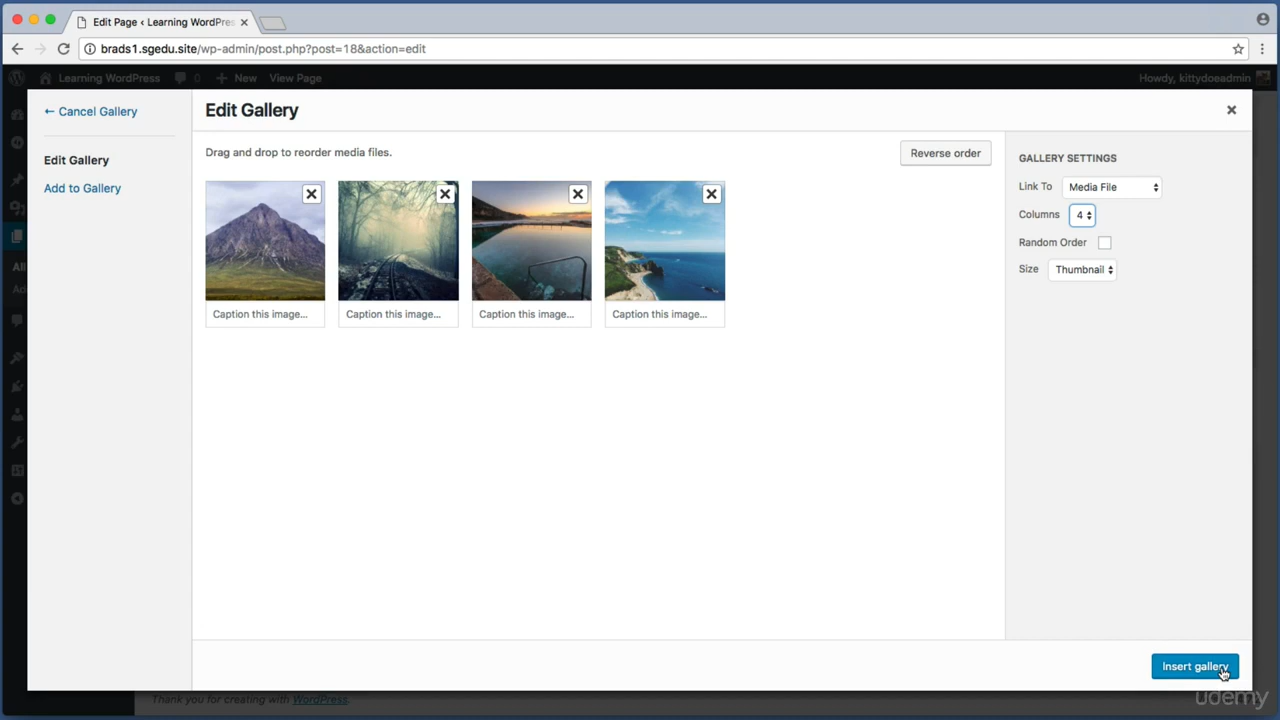 Edit Page ‹ Learning WordPres
brads1.sgedu.site/wp-admin/post.php?post=18&action=edit
Learning WordPress 0 New View Page Howdy, kittydoeadmin
← Cancel Gallery
Edit Gallery
Add to Gallery
Edit Gallery
Drag and drop to reorder media files.
Reverse order
Caption this image... Caption this image... Caption this image... Caption this image...
GALLERY SETTINGS
Link To Media File
Columns 4
Random Order
Size Thumbnail
All
Insert gallery
Thank you for creating with WordPress.
udemy